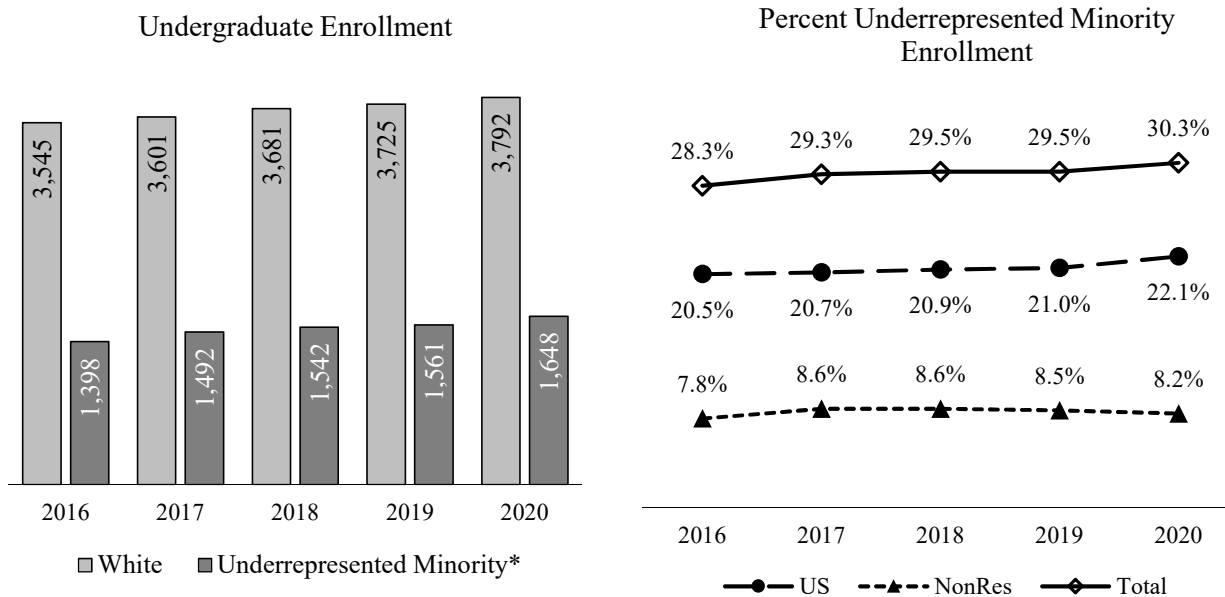 Undergraduate Enrollment
3,545
1,398
3,601
1,492
3,681
1,542
3,725
1,561
3,792
1,648
2016 2017 2018 2019 2020
White Underrepresented Minority*
Percent Underrepresented Minority
Enrollment
28.3% 29.3% 29.5% 29.5% 30.3%
20.5% 20.7% 20.9% 21.0% 22.1%
7.8% 8.6% 8.6% 8.5% 8.2%
2016 2017 2018 2019 2020
US NonRes Total